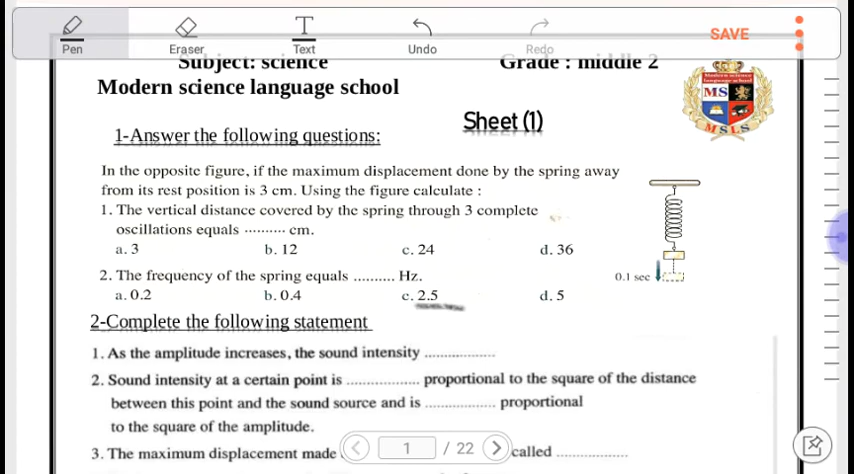 Pen
Eraser
Text
Undo
Redo
SAVE
Subject: science
Grade : middle 2
Modern science language school
Modern science
language school
MS
MSLS
Sheet (1)
1-Answer the following questions:
In the opposite figure, if the maximum displacement done by the spring away
from its rest position is 3 cm. Using the figure calculate :
1. The vertical distance covered by the spring through 3 complete
oscillations equals .......... cm.
a. 3 b. 12 c. 24 d. 36
2. The frequency of the spring equals .......... Hz.
0.1 sec
a. 0.2 b. 0.4 c. 2.5 d. 5
2-Complete the following statement
1. As the amplitude increases, the sound intensity ..................
2. Sound intensity at a certain point is .................. proportional to the square of the distance
between this point and the sound source and is .................. proportional
to the square of the amplitude.
3. The maximum displacement made called ..................
1 / 22